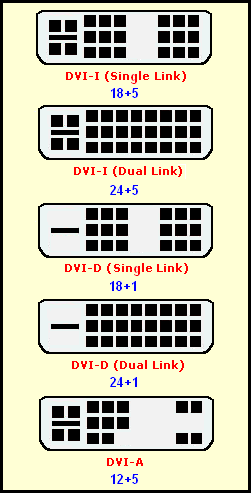 DVI-I (Single Link)
18+5
DVI-I (Dual Link)
24+5
DVI-D (Single Link)
18+1
DVI-D (Dual Link)
24+1
DVI-A
12+5